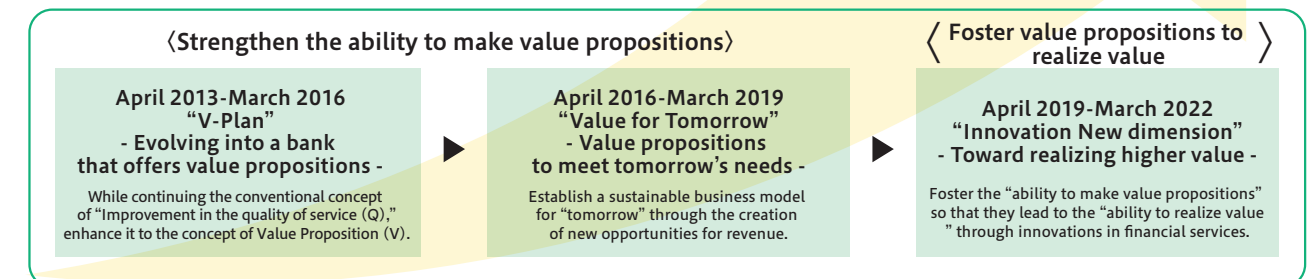 〈Strengthen the ability to make value propositions〉
〈 Foster value propositions to 〉
realize value
April 2013-March 2016
“V-Plan”
- Evolving into a bank
that offers value propositions -
While continuing the conventional concept
of “Improvement in the quality of service (Q),”
enhance it to the concept of Value Proposition (V).
April 2016-March 2019
“Value for Tomorrow”
- Value propositions
to meet tomorrow’s needs -
Establish a sustainable business model
for “tomorrow” through the creation
of new opportunities for revenue.
April 2019-March 2022
“Innovation New dimension”
- Toward realizing higher value -
Foster the “ability to make value propositions”
so that they lead to the “ability to realize value
” through innovations in financial services.